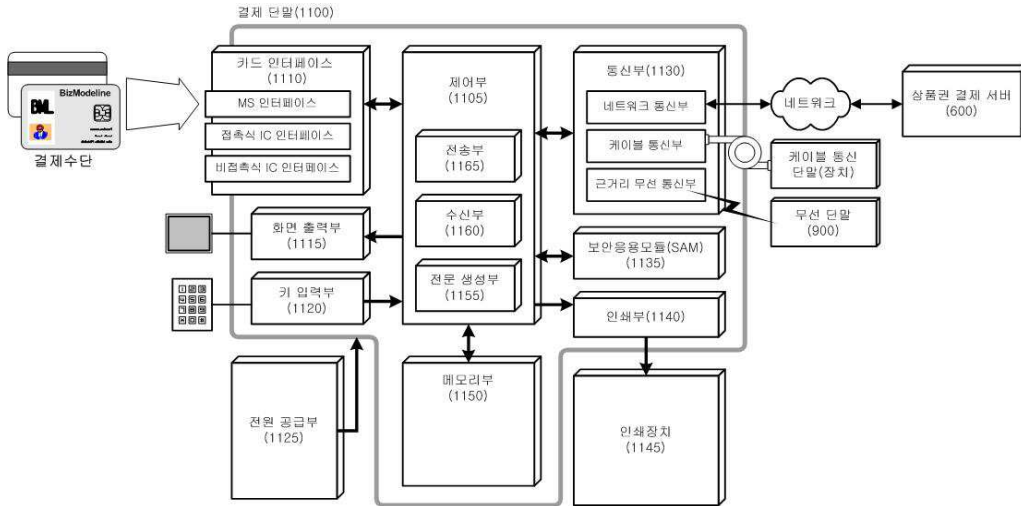 결제 단말(1100)
카드 인터페이스
(1110)
MS 인터페이스
접촉식 IC 인터페이스
비접촉식 IC 인터페이스
BizModeline
BML
결제수단
제어부
(1105)
전송부
(1165)
수신부
(1160)
전문 생성부
(1155)
통신부(1130)
네트워크 통신부
케이블 통신부
근거리 무선 통신부
네트워크
상품권 결제 서버
(600)
케이블 통신
단말(장치)
무선 단말
(900)
화면 출력부
(1115)
키 입력부
(1120)
보안응용모듈(SAM)
(1135)
인쇄부(1140)
전원 공급부
(1125)
메모리부
(1150)
인쇄장치
(1145)